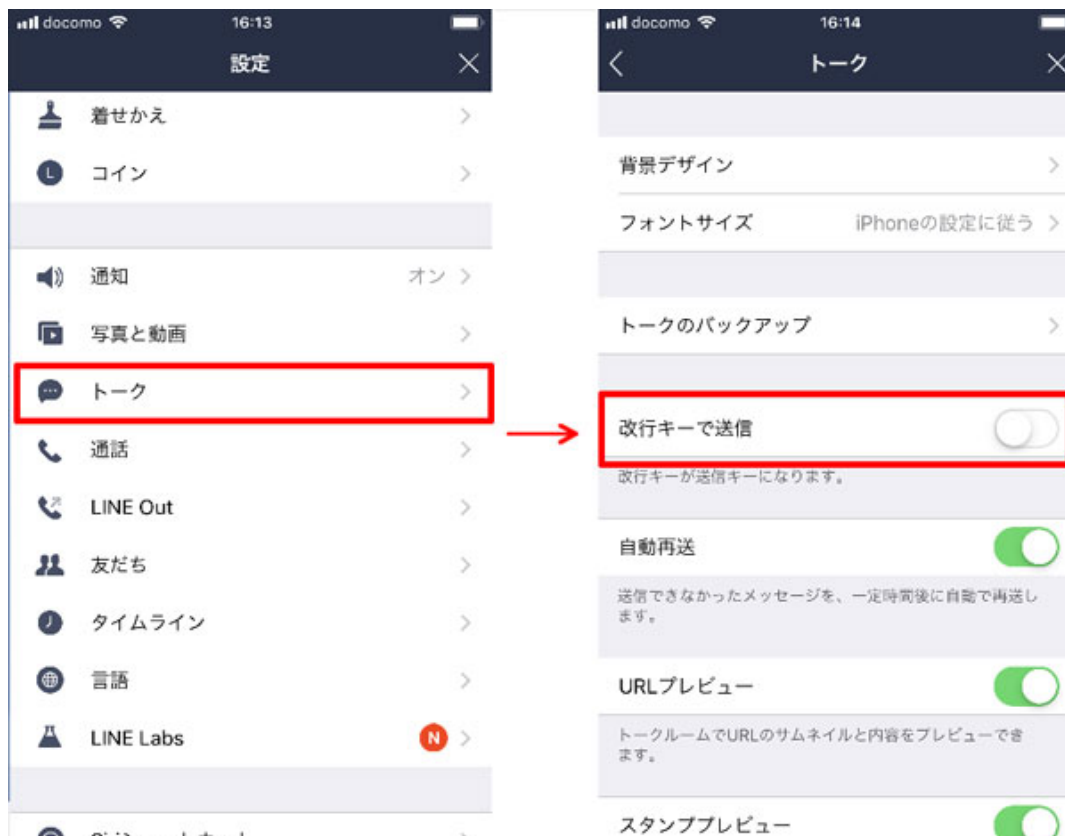 docomo 16:13
設定
着せかえ
コイン
通知 オン
写真と動画
トーク
通話
LINE Out
友だち
タイムライン
言語
LINE Labs N
docomo 16:14
トーク
背景デザイン
フォントサイズ iPhoneの設定に従う
トークのバックアップ
改行キーで送信
改行キーが送信キーになります。
自動再送
送信できなかったメッセージを、一定時間後に自動で再送し
ます。
URLプレビュー
トークルームでURLのサムネイルと内容をプレビューでき
ます。
スタンププレビュー